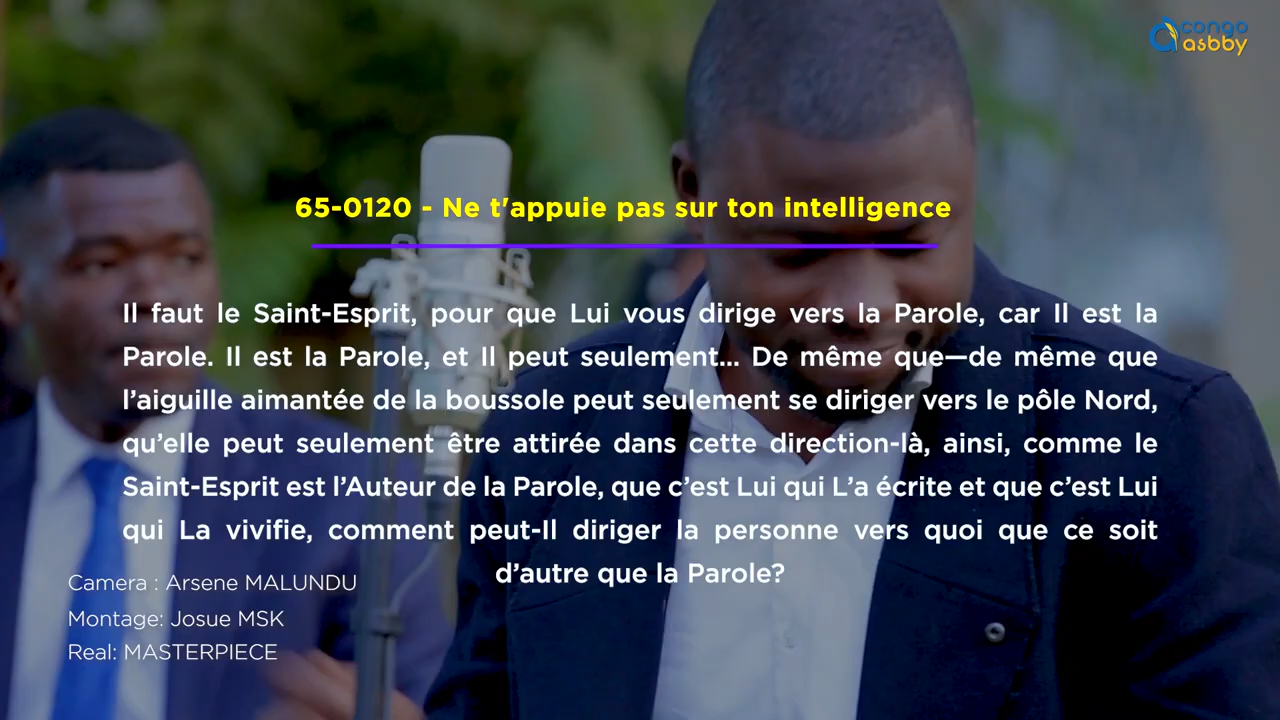 congo
asbby
65-0120 - Ne t'appuie pas sur ton intelligence
Il faut le Saint-Esprit, pour que Lui vous dirige vers la Parole, car Il est la
Parole. Il est la Parole, et Il peut seulement... De même que—de même que
l’aiguille aimantée de la boussole peut seulement se diriger vers le pôle Nord,
qu’elle peut seulement être attirée dans cette direction-là, ainsi, comme le
Saint-Esprit est l’Auteur de la Parole, que c’est Lui qui L’a écrite et que c’est Lui
qui La vivifie, comment peut-Il diriger la personne vers quoi que ce soit
d’autre que la Parole?
Camera : Arsene MALUNDU
Montage: Josue MSK
Real: MASTERPIECE